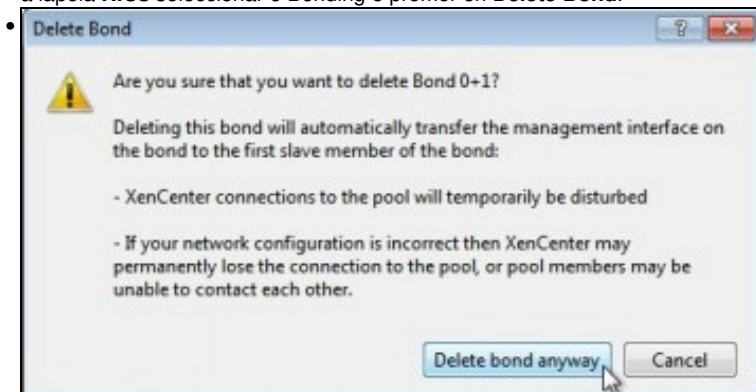 Delete Bond
Are you sure that you want to delete Bond 0+1?
Deleting this bond will automatically transfer the management interface on
the bond to the first slave member of the bond:
- XenCenter connections to the pool will temporarily be disturbed
- If your network configuration is incorrect then XenCenter may
permanently lose the connection to the pool, or pool members may be
unable to contact each other.
Delete bond anyway
Cancel